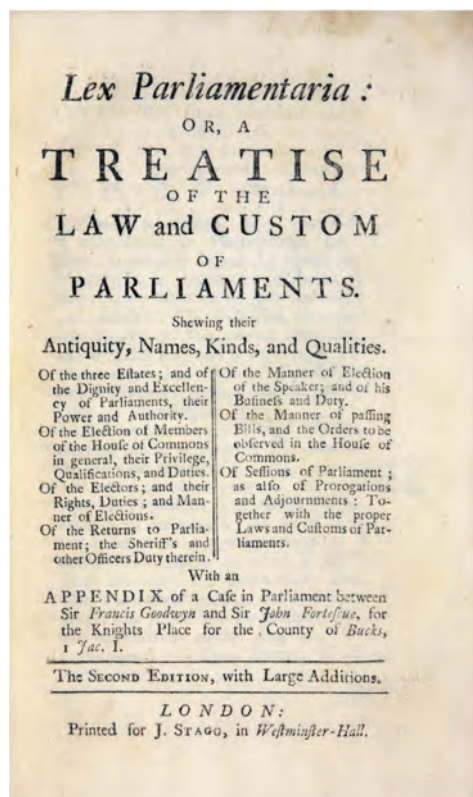 Lex Parliamentaria :
OR, A
TREATISE
OF THE
LAW and CUSTOM
OF
PARLIAMENTS.
Shewing their
Antiquity, Names, Kinds, and Qualities.
Of the three Eſtates ; and of
the Dignity and Excellen-
cy of Parliaments, their
Power and Authority.
Of the Election of Members
of the Houſe of Commons
in general, their Privilege,
Qualifications, and Duties.
Of the Electors ; and their
Rights, Duties ; and Man-
ner of Elections.
Of the Returns to Parlia-
ment; the Sheriff's and
other Officers Duty therein.
Of the Manner of Election
of the Speaker; and of his
Buſineſs and Duty.
Of the Manner of paſſing
Bills, and the Orders to be
obſerved in the Houſe of
Commons.
Of Seſſions of Parliament ;
as alſo of Prorogations
and Adjournments : To-
gether with the proper
Laws and Cuſtoms of Par-
liaments.
With an
APPENDIX of a Caſe in Parliament between
Sir Francis Goodwyn and Sir John Forteſcue, for
the Knights Place for the County of Bucks,
1 Jac. I.
The SECOND EDITION, with Large Additions.
LONDON:
Printed for J. STAGG, in Weſtminſter-Hall.